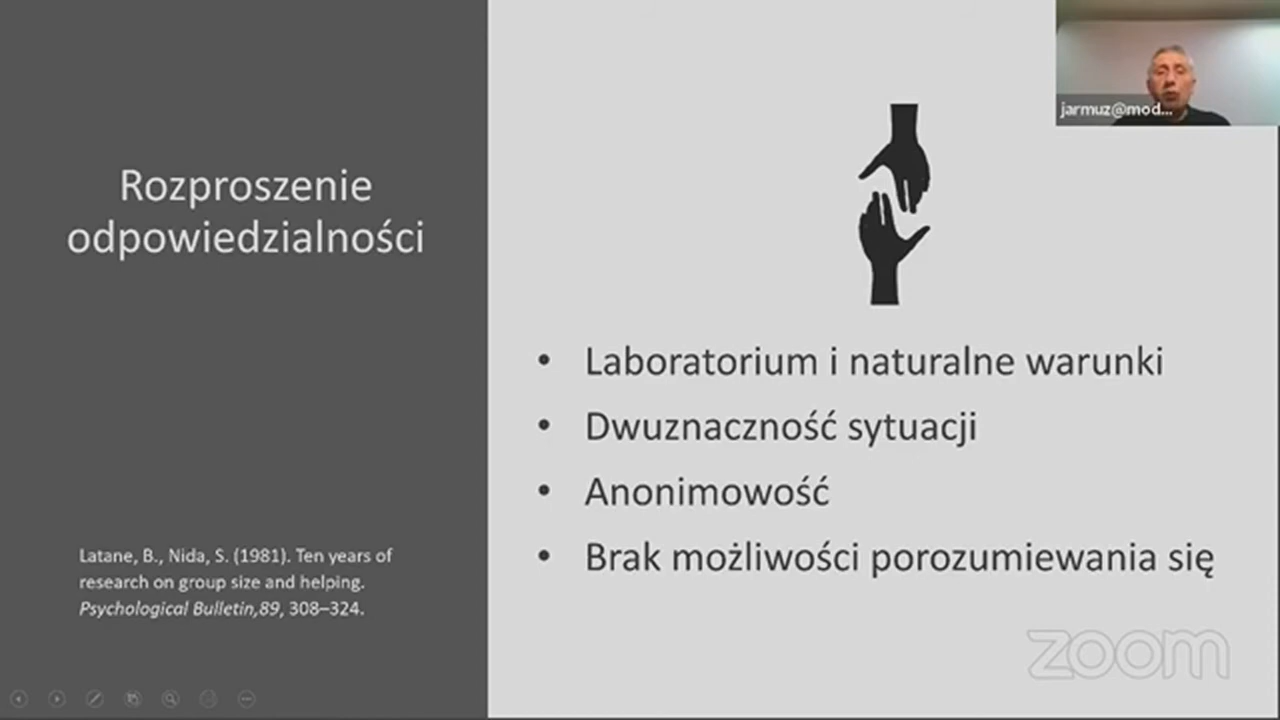 jarmuz@mod...
Rozproszenie
odpowiedzialności
• Laboratorium i naturalne warunki
• Dwuznaczność sytuacji
• Anonimowość
• Brak możliwości porozumiewania się
Latane, B., Nida, S. (1981). Ten years of
research on group size and helping.
Psychological Bulletin,89, 308–324.
zoom